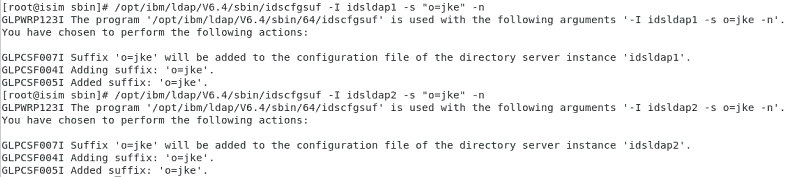 [root@isim sbin]# /opt/ibm/ldap/V6.4/sbin/idscfgsuf -I idsldap1 -s "o=jke" -n
GLPWRP123I The program '/opt/ibm/ldap/V6.4/sbin/64/idscfgsuf' is used with the following arguments '-I idsldap1 -s o=jke -n'.
You have chosen to perform the following actions:

GLPCSF007I Suffix 'o=jke' will be added to the configuration file of the directory server instance 'idsldap1'.
GLPCSF004I Adding suffix: 'o=jke'.
GLPCSF005I Added suffix: 'o=jke'.
[root@isim sbin]# /opt/ibm/ldap/V6.4/sbin/idscfgsuf -I idsldap2 -s "o=jke" -n
GLPWRP123I The program '/opt/ibm/ldap/V6.4/sbin/64/idscfgsuf' is used with the following arguments '-I idsldap2 -s o=jke -n'.
You have chosen to perform the following actions:

GLPCSF007I Suffix 'o=jke' will be added to the configuration file of the directory server instance 'idsldap2'.
GLPCSF004I Adding suffix: 'o=jke'.
GLPCSF005I Added suffix: 'o=jke'.